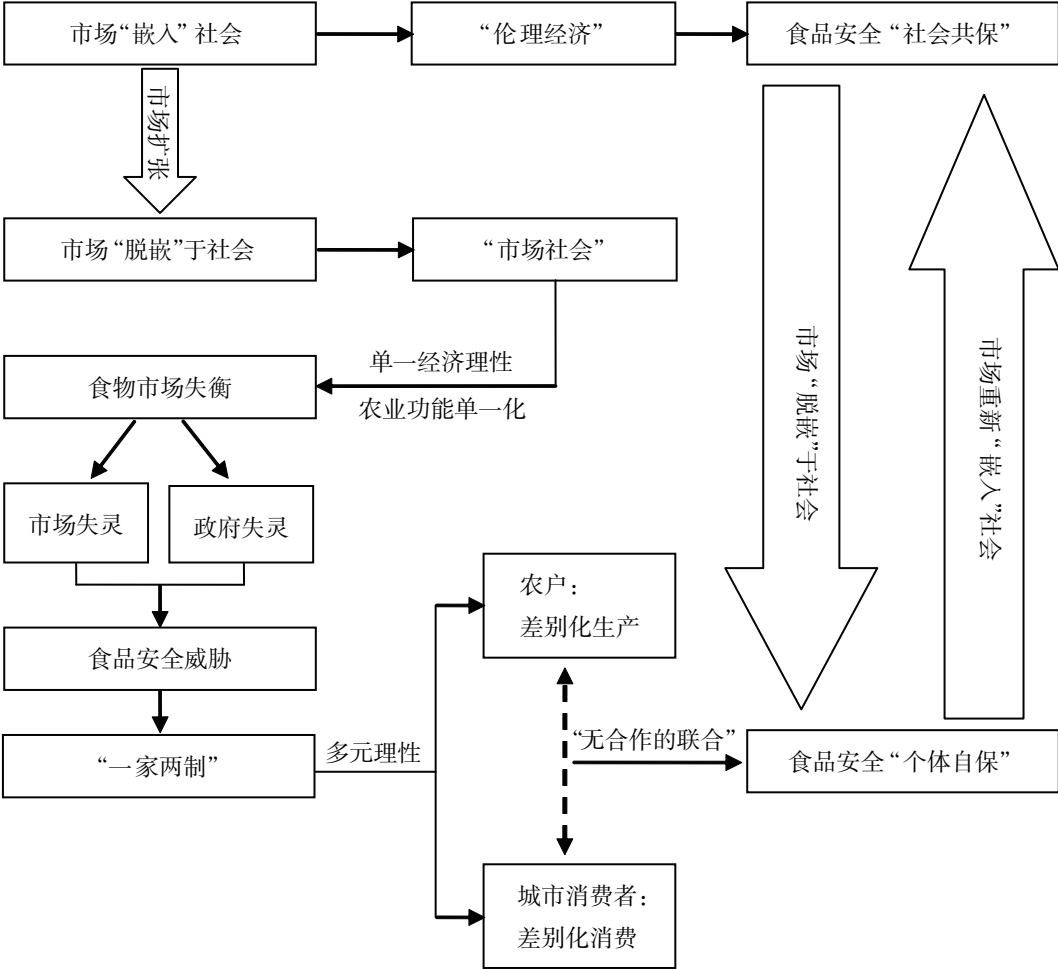 市场“嵌入”社会
“伦理经济”
食品安全“社会共保”
市场扩张
市场“脱嵌”于社会
“市场社会”
单一经济理性
食物市场失衡
农业功能单一化
市场“脱嵌”于社会
市场重新“嵌入”社会
市场失灵
政府失灵
农户：
差别化生产
食品安全威胁
“一家两制”
多元理性
“无合作的联合”
食品安全“个体自保”
城市消费者：
差别化消费